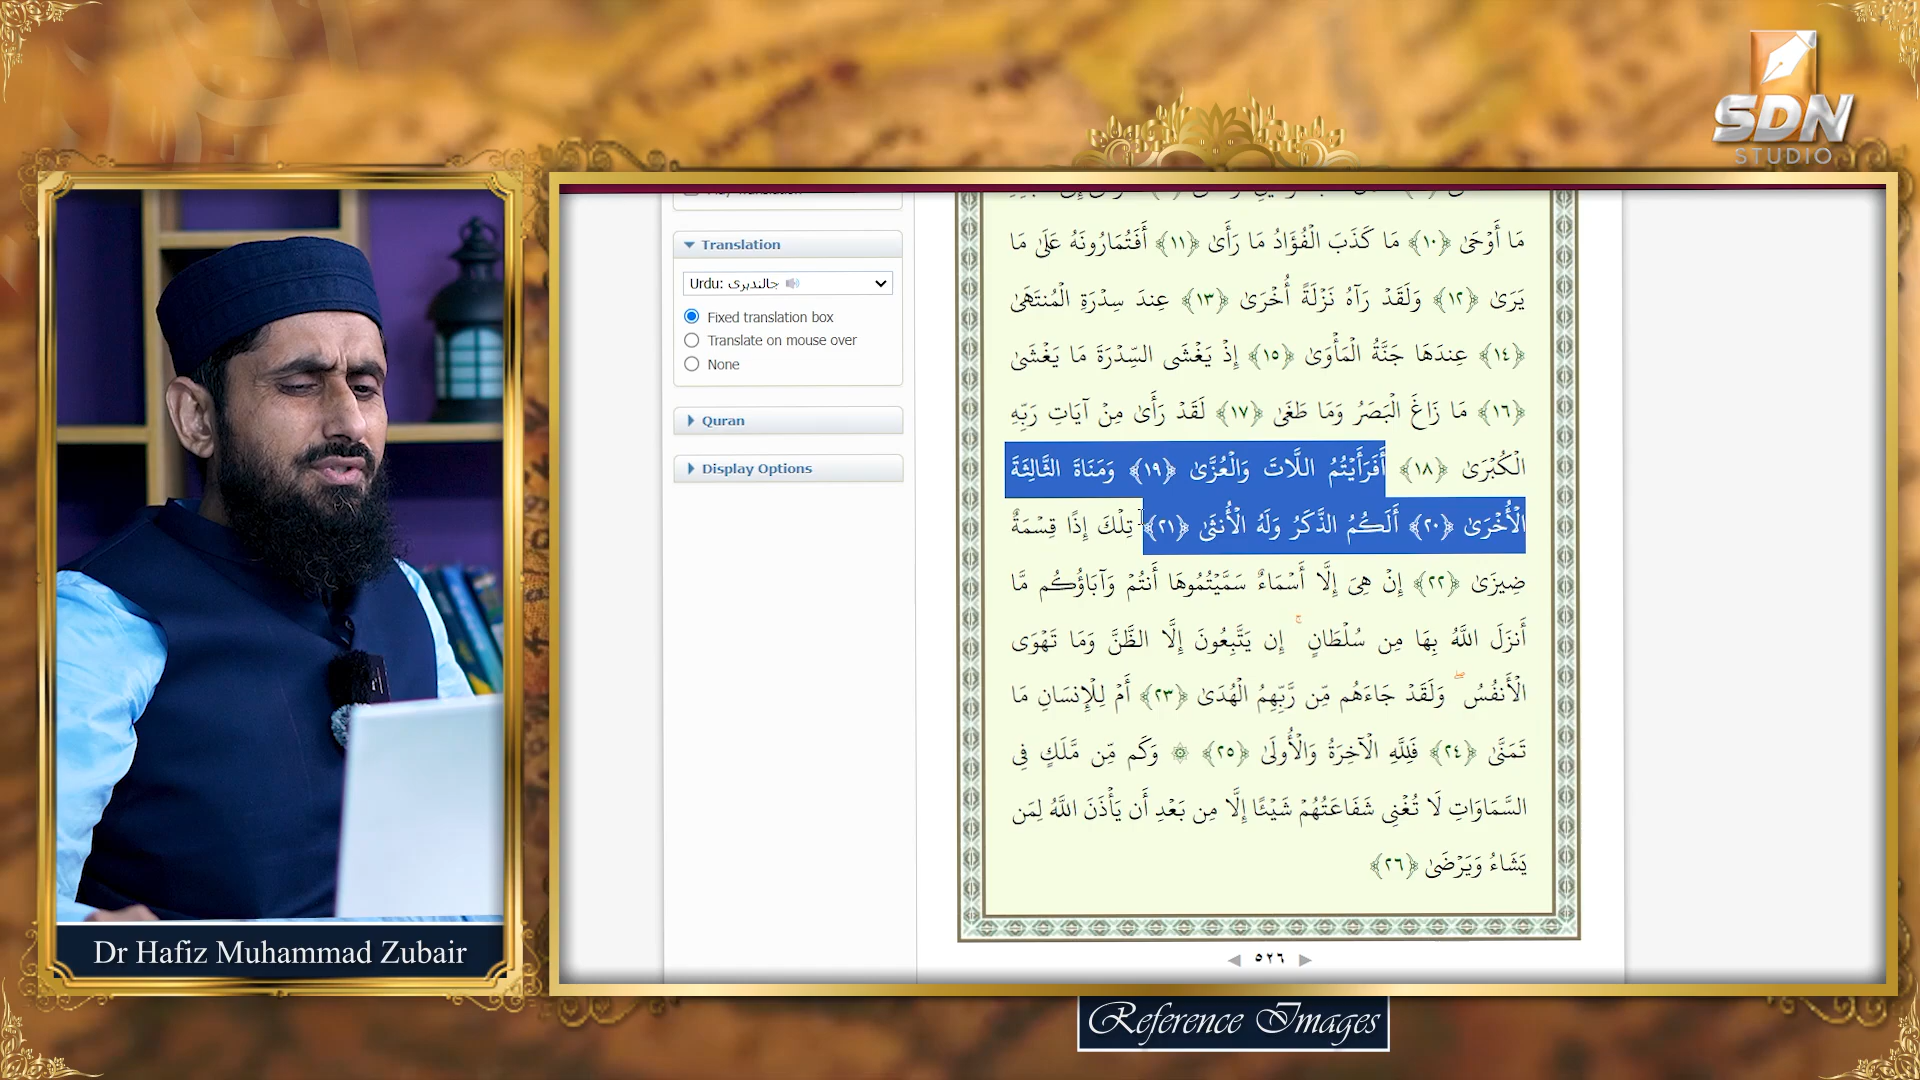 SDN
STUDIO
Translation
Urdu: جالندہری
Fixed translation box
Translate on mouse over
None
Quran
Display Options
مَا أَوْحَىٰ ﴿١٠﴾ مَا كَذَبَ الْفُؤَادُ مَا رَأَىٰ ﴿١١﴾ أَفَتُمَارُونَهُ عَلَىٰ مَا
يَرَىٰ ﴿١٢﴾ وَلَقَدْ رَآهُ نَزْلَةً أُخْرَىٰ ﴿١٣﴾ عِندَ سِدْرَةِ الْمُنتَهَىٰ
﴿١٤﴾ عِندَهَا جَنَّةُ الْمَأْوَىٰ ﴿١٥﴾ إِذْ يَغْشَى السِّدْرَةَ مَا يَغْشَىٰ
﴿١٦﴾ مَا زَاغَ الْبَصَرُ وَمَا طَغَىٰ ﴿١٧﴾ لَقَدْ رَأَىٰ مِنْ آيَاتِ رَبِّهِ
الْكُبْرَىٰ ﴿١٨﴾ أَفَرَأَيْتُمُ اللَّاتَ وَالْعُزَّىٰ ﴿١٩﴾ وَمَنَاةَ الثَّالِثَةَ
الْأُخْرَىٰ ﴿٢٠﴾ أَلَكُمُ الذَّكَرُ وَلَهُ الْأُنثَىٰ ﴿٢١﴾ تِلْكَ إِذًا قِسْمَةٌ
ضِيزَىٰ ﴿٢٢﴾ إِنْ هِيَ إِلَّا أَسْمَاءٌ سَمَّيْتُمُوهَا أَنتُمْ وَآبَاؤُكُم مَّا
أَنزَلَ اللَّهُ بِهَا مِن سُلْطَانٍ ۚ إِن يَتَّبِعُونَ إِلَّا الظَّنَّ وَمَا تَهْوَى
الْأَنفُسُ ۖ وَلَقَدْ جَاءَهُم مِّن رَّبِّهِمُ الْهُدَىٰ ﴿٢٣﴾ أَمْ لِلْإِنسَانِ مَا
تَمَنَّىٰ ﴿٢٤﴾ فَلِلَّهِ الْآخِرَةُ وَالْأُولَىٰ ﴿٢٥﴾ ۞ وَكَم مِّن مَّلَكٍ فِي
السَّمَاوَاتِ لَا تُغْنِي شَفَاعَتُهُمْ شَيْئًا إِلَّا مِن بَعْدِ أَن يَأْذَنَ اللَّهُ لِمَن
يَشَاءُ وَيَرْضَىٰ ﴿٢٦﴾
٥٢٦
Dr Hafiz Muhammad Zubair
Reference Images